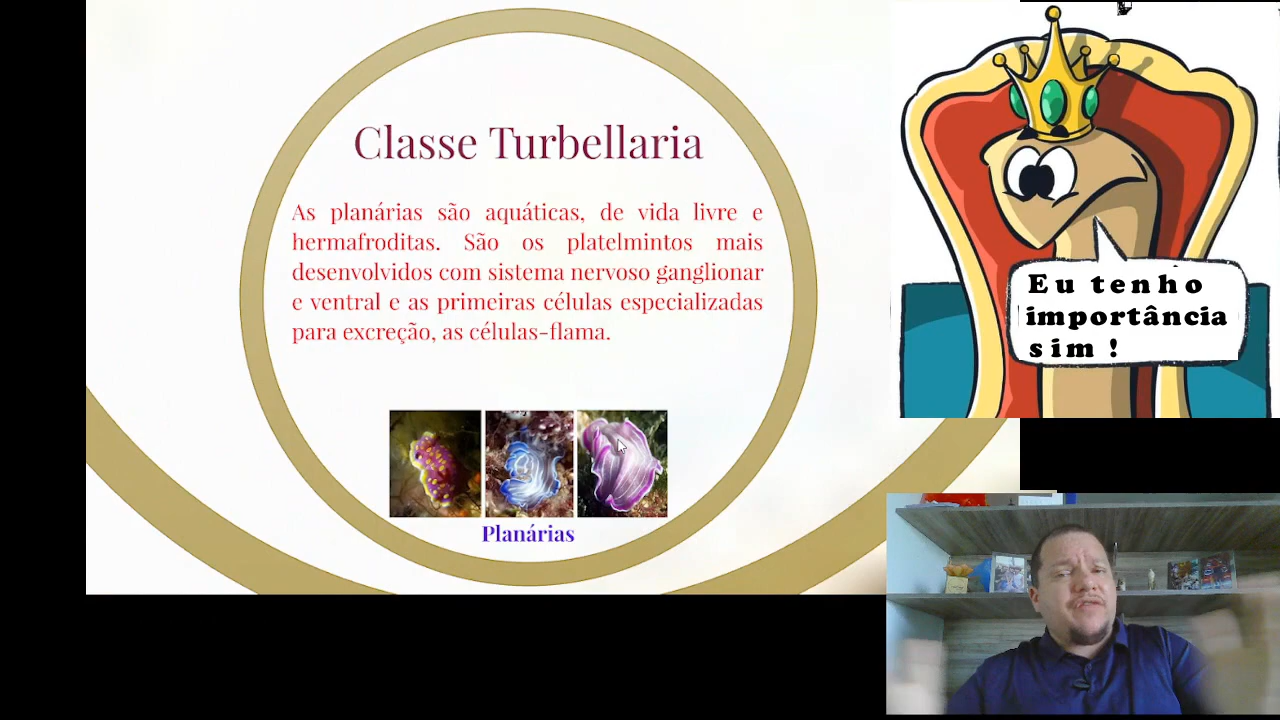 Classe Turbellaria
As planárias são aquáticas, de vida livre e
hermafroditas. São os platelmintos mais
desenvolvidos com sistema nervoso ganglionar
e ventral e as primeiras células especializadas
para excreção, as células-flama.
Planárias
Eu tenho
importância
sim !